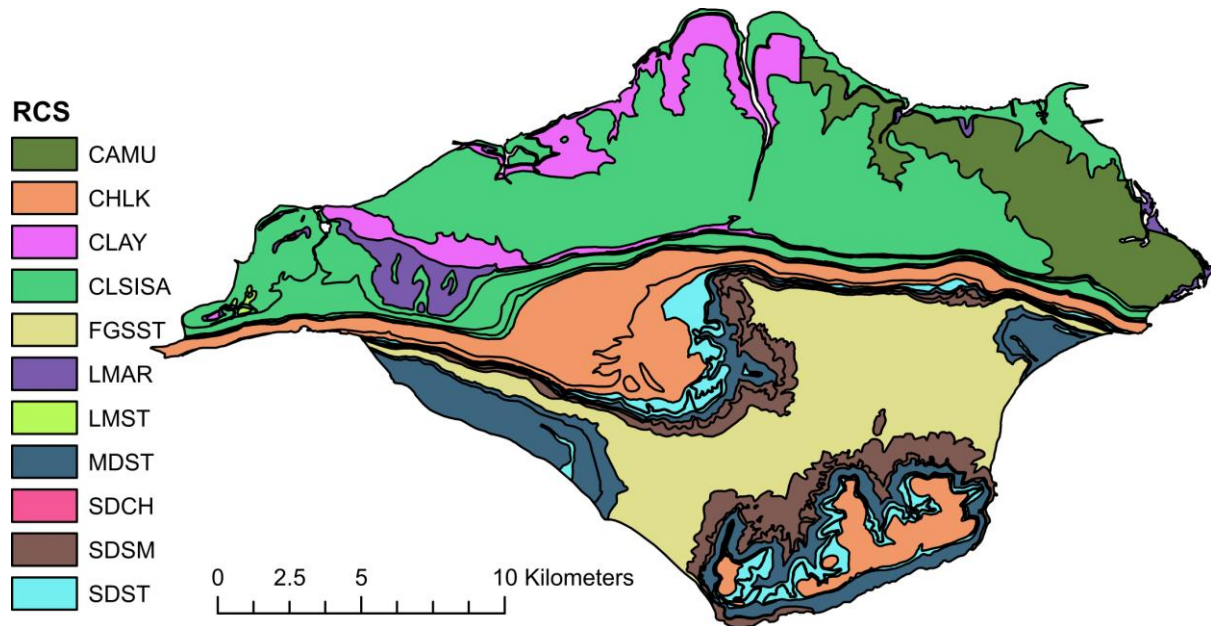 RCS
CAMU
CHLK
CLAY
CLSISA
FGSST
LMAR
LMST
MDST
SDCH
SDSM
SDST
0 2.5 5 10 Kilometers